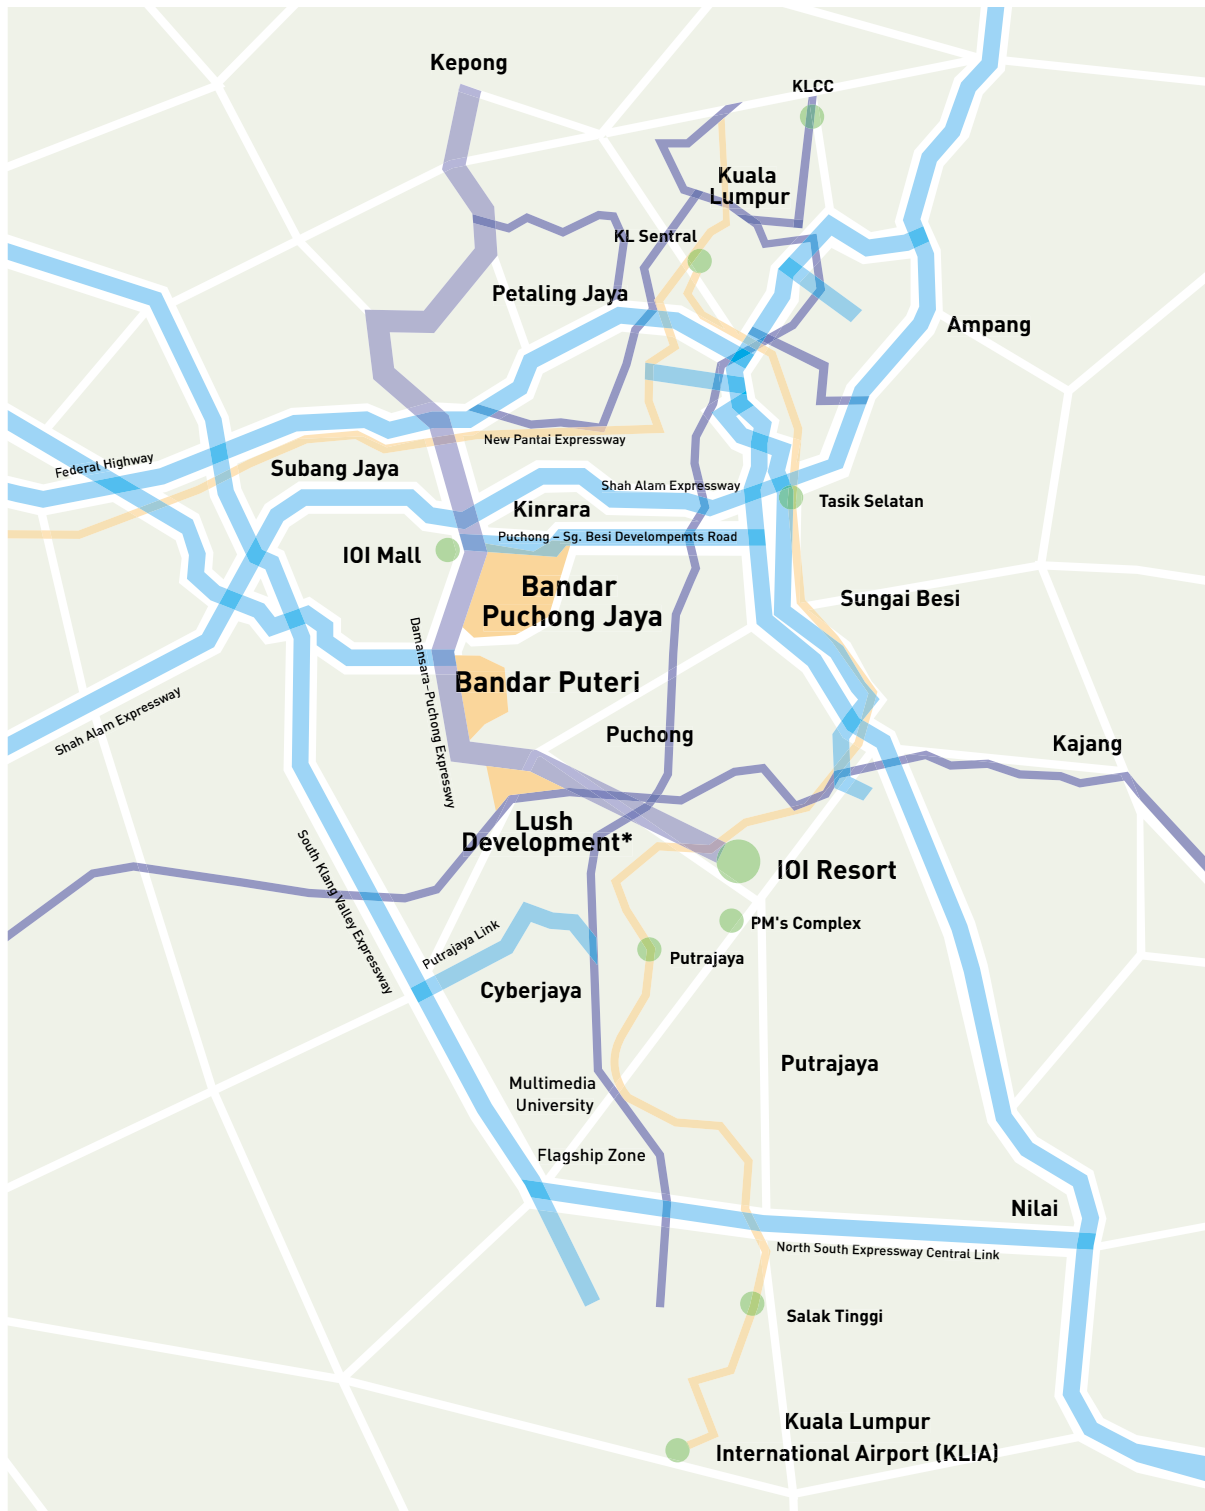 Kepong
KLCC
Kuala
Lumpur
KL Sentral
Petaling Jaya
Ampang
New Pantai Expressway
Federal Highway
Subang Jaya
Shah Alam Expressway
Kinrara
Tasik Selatan
Puchong – Sg. Besi Develompemts Road
IOI Mall
Bandar
Puchong Jaya
Sungai Besi
Damansara–Puchong Expresswy
Bandar Puteri
Shah Alam Expressway
Puchong
Kajang
Lush
Development*
South Klang Valley Expressway
IOI Resort
PM's Complex
Putrajaya Link
Putrajaya
Cyberjaya
Putrajaya
Multimedia
University
Flagship Zone
Nilai
North South Expressway Central Link
Salak Tinggi
Kuala Lumpur
International Airport (KLIA)